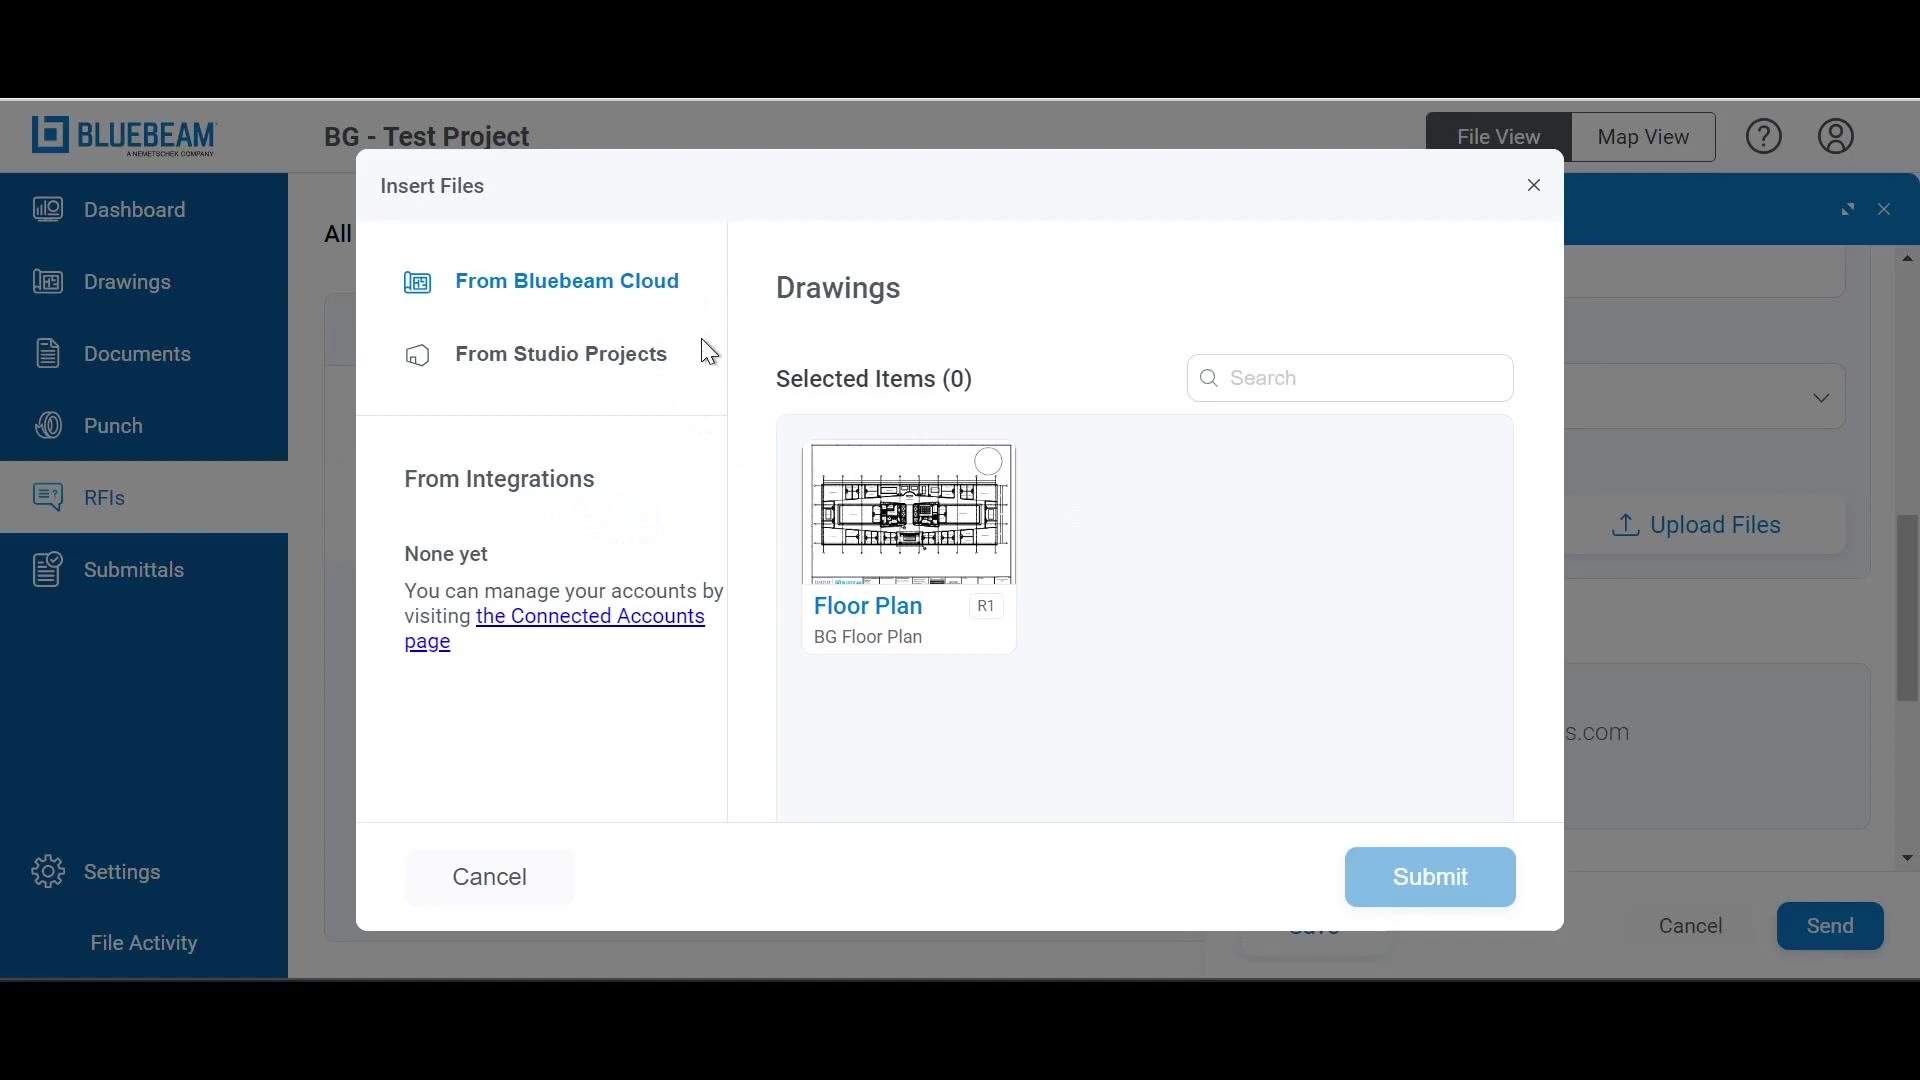 BLUEBEAM
A NEMETSCHEK COMPANY
BG - Test Project
File View
Map View
Dashboard
Drawings
Documents
Punch
RFIs
Submittals
Settings
File Activity
All
Insert Files
From Bluebeam Cloud
From Studio Projects
From Integrations
None yet
You can manage your accounts by
visiting the Connected Accounts
page
Drawings
Selected Items (0)
Search
Floor Plan
R1
BG Floor Plan
Cancel
Submit
Upload Files
s.com
Cancel
Send